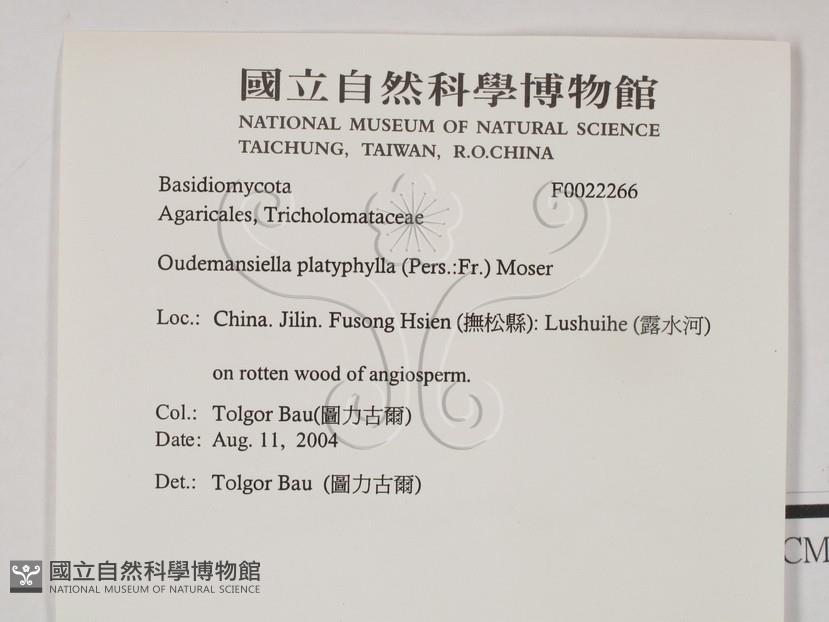 國立自然科學博物館
NATIONAL MUSEUM OF NATURAL SCIENCE
TAICHUNG, TAIWAN, R.O.CHINA
Basidiomycota F0022266
Agaricales, Tricholomataceae
Oudemansiella platyphylla (Pers.:Fr.) Moser
Loc.: China. Jilin. Fusong Hsien (撫松縣): Lushuihe (露水河)
on rotten wood of angiosperm.
Col.: Tolgor Bau(圖力古爾)
Date: Aug. 11, 2004
Det.: Tolgor Bau (圖力古爾)
CM
國立自然科學博物館
NATIONAL MUSEUM OF NATURAL SCIENCE